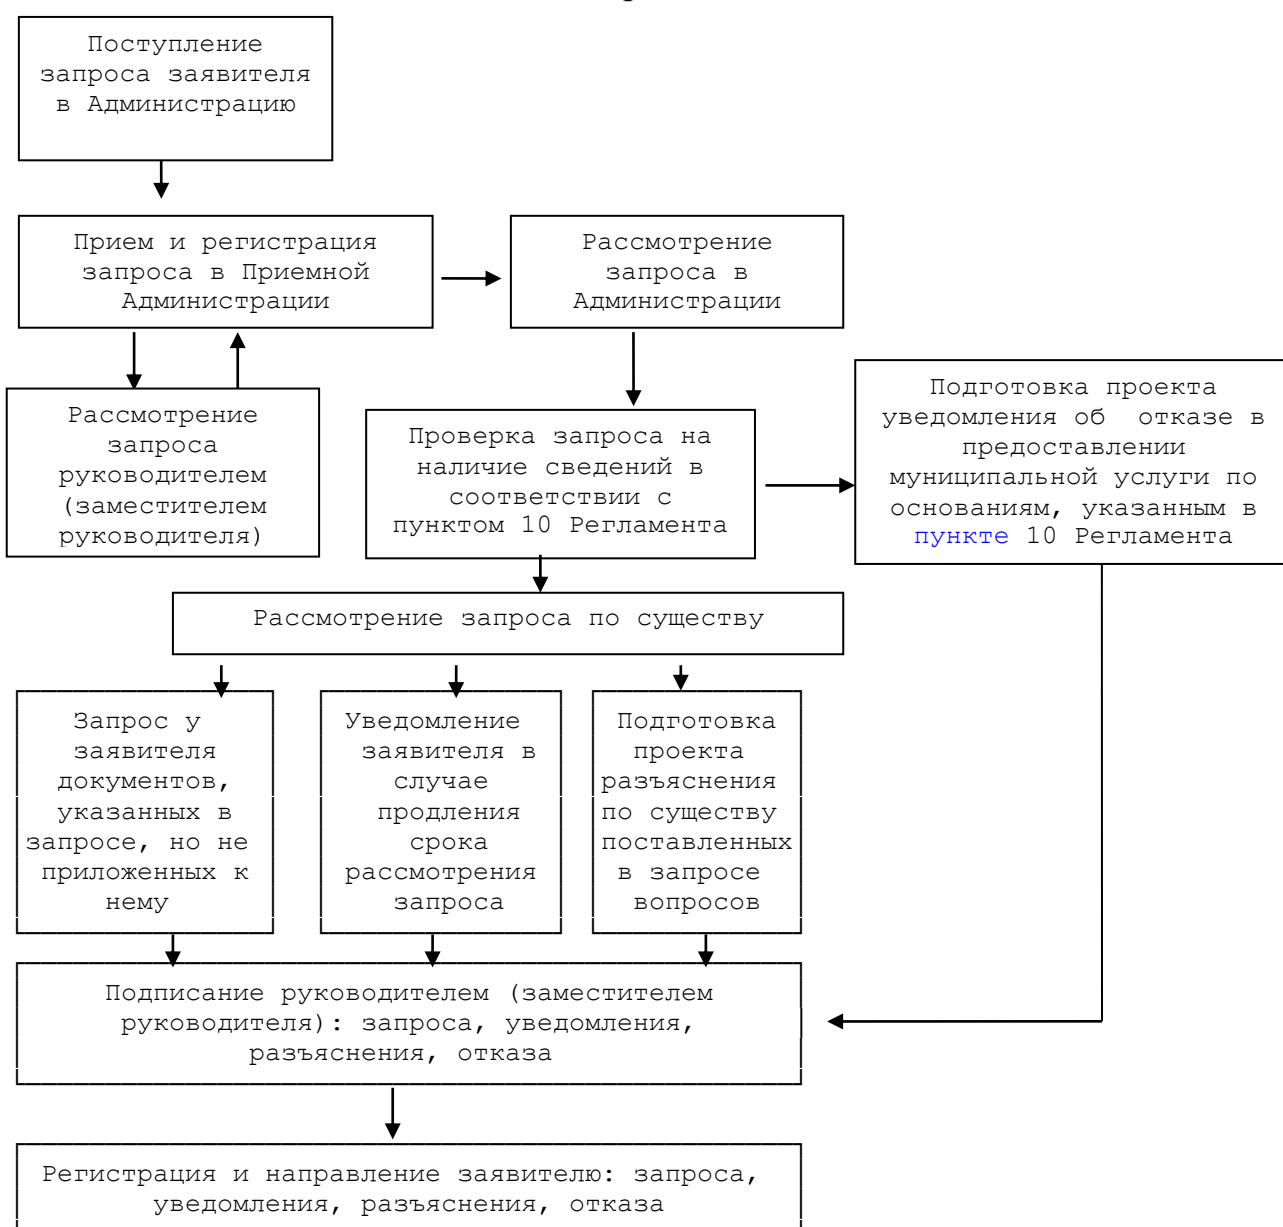 Поступление
запроса заявителя
в Администрацию
Прием и регистрация
запроса в Приемной
Администрации
Рассмотрение
запроса в
Администрации
Рассмотрение
запроса
руководителем
(заместителем
руководителя)
Проверка запроса на
наличие сведений в
соответствии с
пунктом 10 Регламента
Подготовка проекта
уведомления об отказе в
предоставлении
муниципальной услуги по
основаниям, указанным в
пункте 10 Регламента
Рассмотрение запроса по существу
Запрос у
заявителя
документов,
указанных в
запросе, но не
приложенных к
нему
Уведомление
заявителя в
случае
продления
срока
рассмотрения
запроса
Подготовка
проекта
разъяснения
по существу
поставленных
в запросе
вопросов
Подписание руководителем (заместителем
руководителя): запроса, уведомления,
разъяснения, отказа
Регистрация и направление заявителю: запроса,
уведомления, разъяснения, отказа